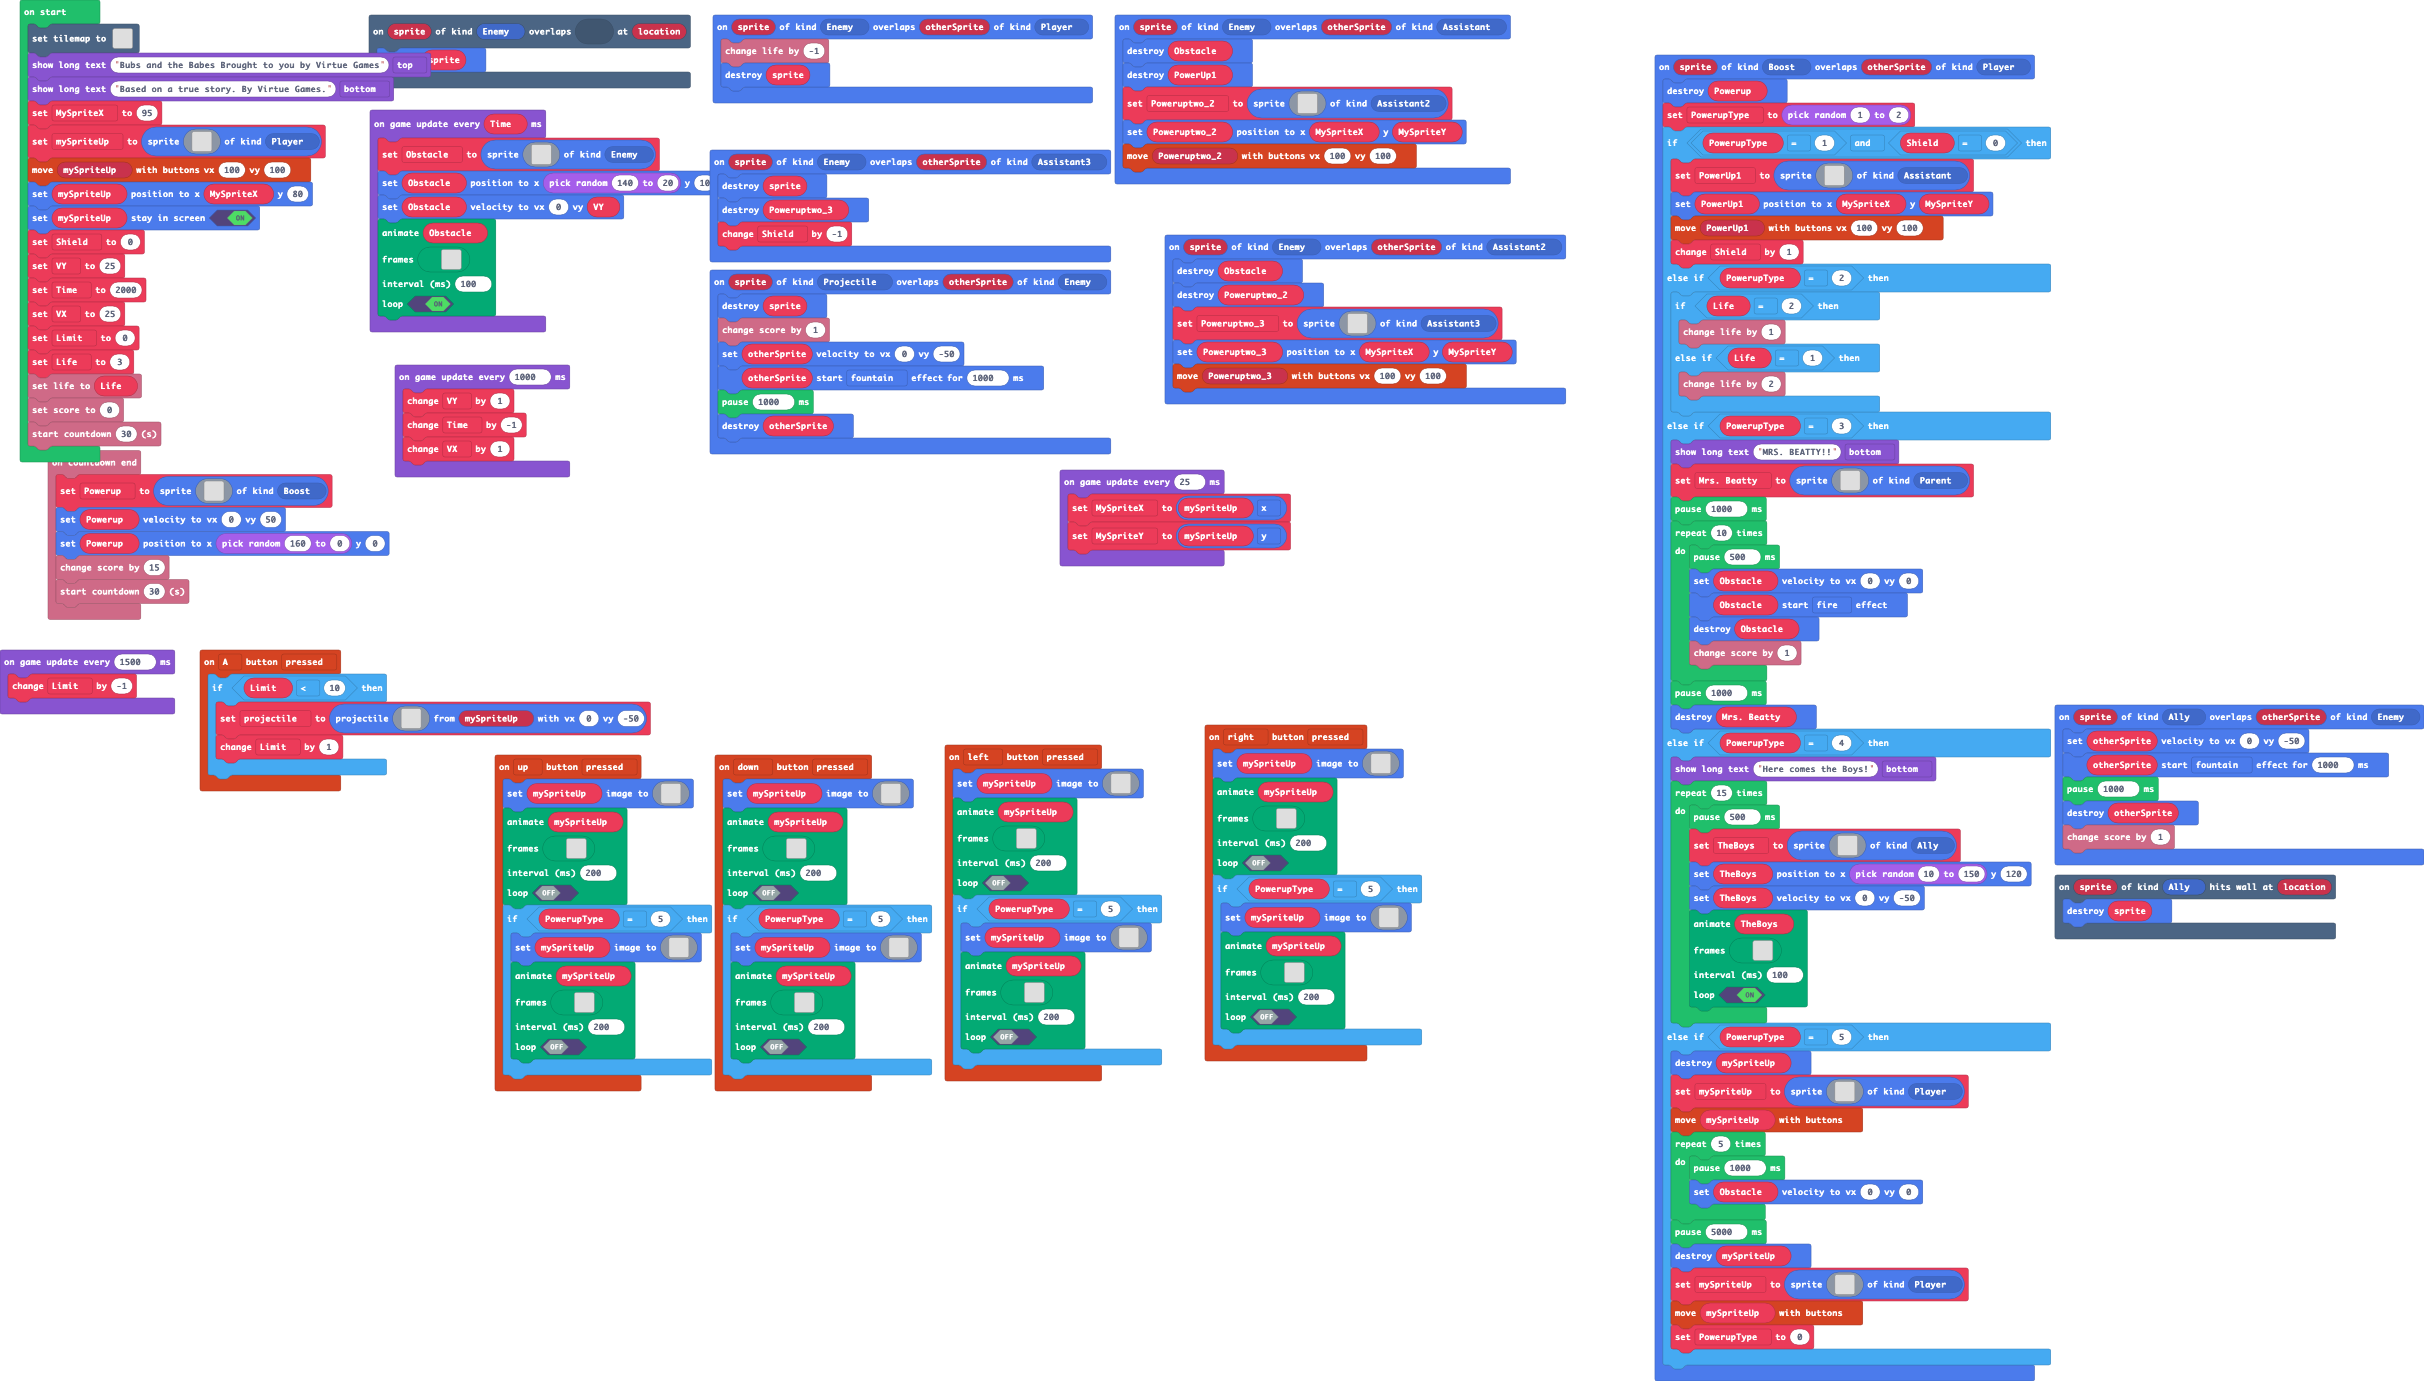 on start
set tilemap to
show long text "Bubs and the Babes Brought to you by Virtue Games" top
show long text "Based on a true story. By Virtue Games." bottom
set MySpriteX to 95
set mySpriteUp to sprite of kind Player
move mySpriteUp with buttons vx 100 vy 100
set mySpriteUp position to x MySpriteX y 80
set mySpriteUp stay in screen ON
set Shield to 0
set VY to 25
set Time to 2000
set VX to 25
set Limit to 0
set Life to 3
set life to Life
set score to 0
start countdown 30 (s)
on countdown end
set Powerup to sprite of kind Boost
set Powerup velocity to vx 0 vy 50
set Powerup position to x pick random 160 to 0 y 0
change score by 15
start countdown 30 (s)
on game update every 1500 ms
change Limit by -1
on A button pressed
if Limit < 10 then
set projectile to projectile from mySpriteUp with vx 0 vy -50
change Limit by 1
on sprite of kind Enemy overlaps at location
sprite
on game update every Time ms
set Obstacle to sprite of kind Enemy
set Obstacle position to x pick random 140 to 20 y 10
set Obstacle velocity to vx 0 vy VY
animate Obstacle
frames
interval (ms) 100
loop ON
on game update every 1000 ms
change VY by 1
change Time by -1
change VX by 1
on sprite of kind Enemy overlaps otherSprite of kind Player
change life by -1
destroy sprite
on sprite of kind Enemy overlaps otherSprite of kind Assistant3
destroy sprite
destroy Poweruptwo_3
change Shield by -1
on sprite of kind Projectile overlaps otherSprite of kind Enemy
destroy sprite
change score by 1
set otherSprite velocity to vx 0 vy -50
otherSprite start fountain effect for 1000 ms
pause 1000 ms
destroy otherSprite
on sprite of kind Enemy overlaps otherSprite of kind Assistant
destroy Obstacle
destroy PowerUp1
set Poweruptwo_2 to sprite of kind Assistant2
set Poweruptwo_2 position to x MySpriteX y MySpriteY
move Poweruptwo_2 with buttons vx 100 vy 100
on sprite of kind Enemy overlaps otherSprite of kind Assistant2
destroy Obstacle
destroy Poweruptwo_2
set Poweruptwo_3 to sprite of kind Assistant3
set Poweruptwo_3 position to x MySpriteX y MySpriteY
move Poweruptwo_3 with buttons vx 100 vy 100
on game update every 25 ms
set MySpriteX to mySpriteUp x
set MySpriteY to mySpriteUp y
on up button pressed
set mySpriteUp image to
animate mySpriteUp
frames
interval (ms) 200
loop OFF
if PowerupType = 5 then
set mySpriteUp image to
animate mySpriteUp
frames
interval (ms) 200
loop OFF
on down button pressed
set mySpriteUp image to
animate mySpriteUp
frames
interval (ms) 200
loop OFF
if PowerupType = 5 then
set mySpriteUp image to
animate mySpriteUp
frames
interval (ms) 200
loop OFF
on left button pressed
set mySpriteUp image to
animate mySpriteUp
frames
interval (ms) 200
loop OFF
if PowerupType = 5 then
set mySpriteUp image to
animate mySpriteUp
frames
interval (ms) 200
loop OFF
on right button pressed
set mySpriteUp image to
animate mySpriteUp
frames
interval (ms) 200
loop OFF
if PowerupType = 5 then
set mySpriteUp image to
animate mySpriteUp
frames
interval (ms) 200
loop OFF
on sprite of kind Boost overlaps otherSprite of kind Player
destroy Powerup
set PowerupType to pick random 1 to 2
if PowerupType = 1 and Shield = 0 then
set PowerUp1 to sprite of kind Assistant
set PowerUp1 position to x MySpriteX y MySpriteY
move PowerUp1 with buttons vx 100 vy 100
change Shield by 1
else if PowerupType = 2 then
if Life = 2 then
change life by 1
else if Life = 1 then
change life by 2
else if PowerupType = 3 then
show long text "MRS. BEATTY!!" bottom
set Mrs. Beatty to sprite of kind Parent
pause 1000 ms
repeat 10 times
do pause 500 ms
set Obstacle velocity to vx 0 vy 0
Obstacle start fire effect
destroy Obstacle
change score by 1
pause 1000 ms
destroy Mrs. Beatty
else if PowerupType = 4 then
show long text "Here comes the Boys!" bottom
repeat 15 times
do pause 500 ms
set TheBoys to sprite of kind Ally
set TheBoys position to x pick random 10 to 150 y 120
set TheBoys velocity to vx 0 vy -50
animate TheBoys
frames
interval (ms) 100
loop ON
else if PowerupType = 5 then
destroy mySpriteUp
set mySpriteUp to sprite of kind Player
move mySpriteUp with buttons
repeat 5 times
do pause 1000 ms
set Obstacle velocity to vx 0 vy 0
pause 5000 ms
destroy mySpriteUp
set mySpriteUp to sprite of kind Player
move mySpriteUp with buttons
set PowerupType to 0
on sprite of kind Ally overlaps otherSprite of kind Enemy
set otherSprite velocity to vx 0 vy -50
otherSprite start fountain effect for 1000 ms
pause 1000 ms
destroy otherSprite
change score by 1
on sprite of kind Ally hits wall at location
destroy sprite